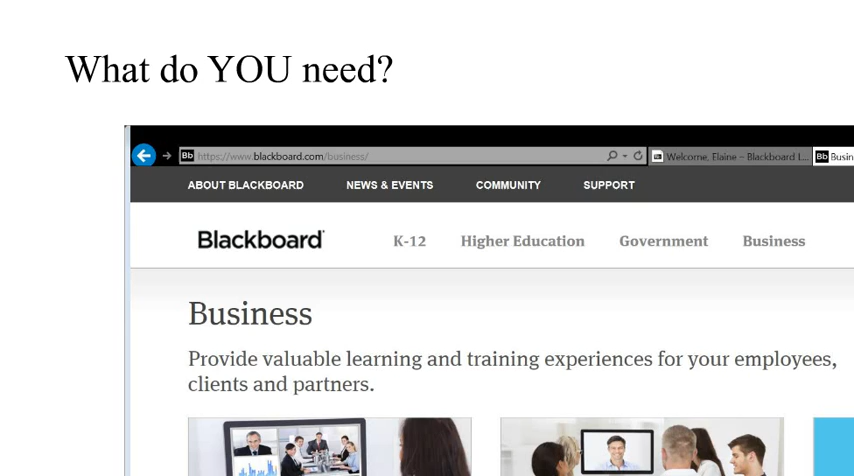 What do YOU need?
Bb https://www.blackboard.com/business/ Welcome, Elaine – Blackboard L... Bb Busin
ABOUT BLACKBOARD NEWS & EVENTS COMMUNITY SUPPORT
Blackboard K-12 Higher Education Government Business
Business
Provide valuable learning and training experiences for your employees,
clients and partners.